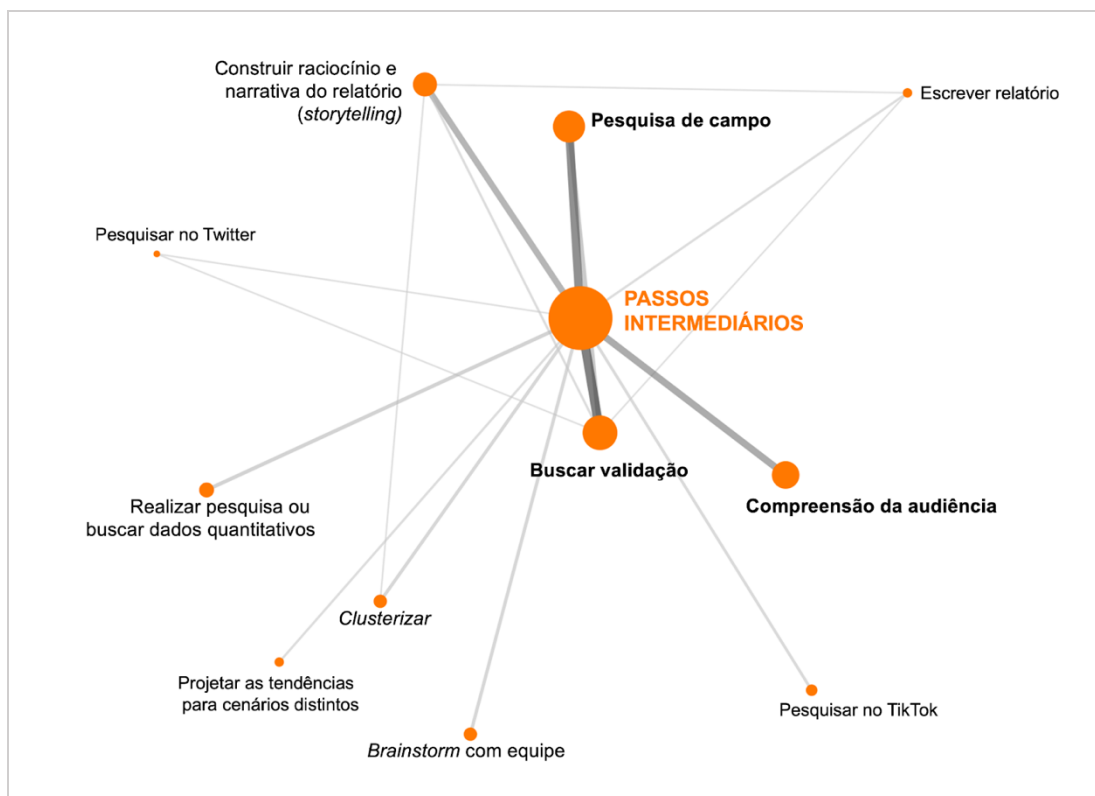 Construir raciocínio e
narrativa do relatório
(storytelling)
Escrever relatório
Pesquisa de campo
Pesquisar no Twitter
PASSOS
INTERMEDIÁRIOS
Buscar validação
Compreensão da audiência
Realizar pesquisa ou
buscar dados quantitativos
Clusterizar
Projetar as tendências
para cenários distintos
Pesquisar no TikTok
Brainstorm com equipe